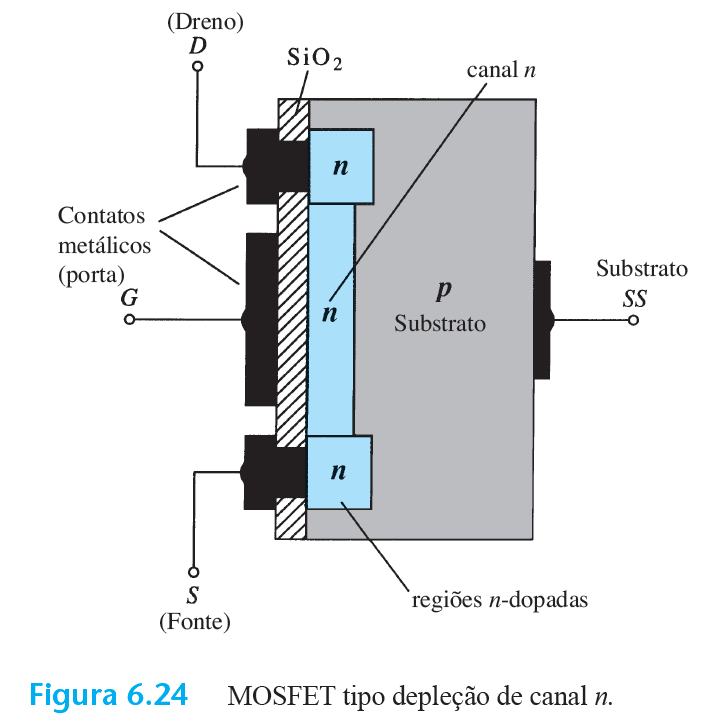 (Dreno)
D
SiO2
canal n
n
Contatos
metálicos
(porta)
G
n
p
Substrato
Substrato
SS
n
S
(Fonte)
regiões n-dopadas
Figura 6.24 MOSFET tipo depleção de canal n.